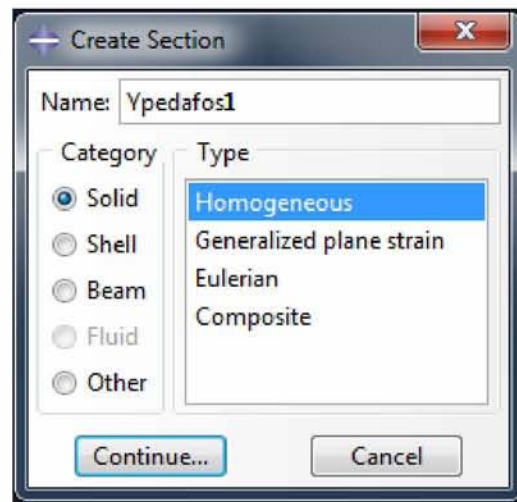 Create Section
Name: Ypedafos1
Category
Type
Solid
Shell
Beam
Fluid
Other
Homogeneous
Generalized plane strain
Eulerian
Composite
Continue...
Cancel